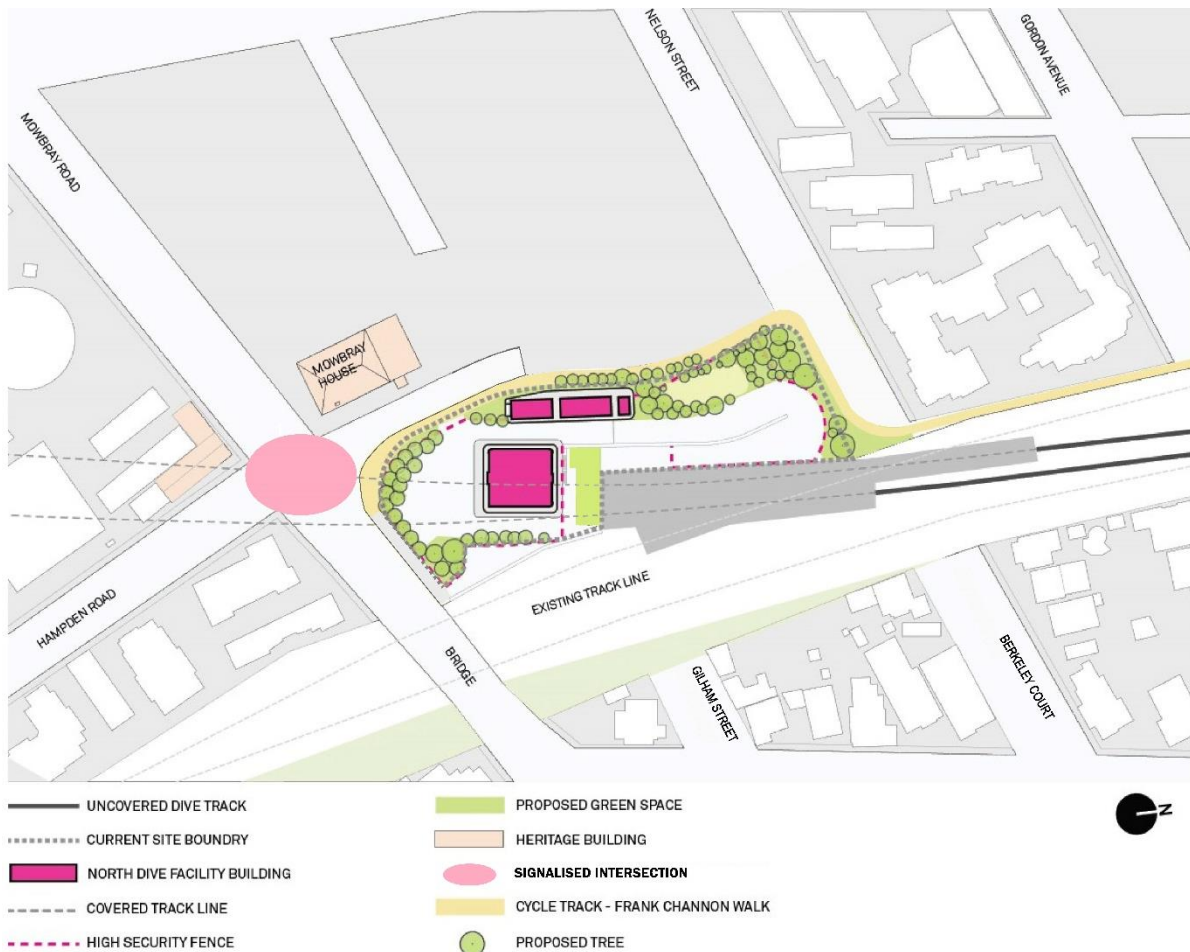 NELSON STREET
GORDON AVENUE
MOWBRAY ROAD
MOWBRAY
HOUSE
HAMPDEN ROAD
EXISTING TRACK LINE
BRIDGE
GILHAM STREET
BERKELEY COURT
UNCOVERED DIVE TRACK
CURRENT SITE BOUNDRY
NORTH DIVE FACILITY BUILDING
COVERED TRACK LINE
HIGH SECURITY FENCE
PROPOSED GREEN SPACE
HERITAGE BUILDING
SIGNALISED INTERSECTION
CYCLE TRACK - FRANK CHANNON WALK
PROPOSED TREE
N